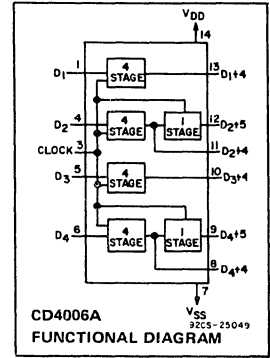 VDD
14
D1 1 4 STAGE 13 D1+4
D2 4 4 STAGE 1 STAGE 12 D2+5
11 D2+4
CLOCK 3
D3 5 4 STAGE 10 D3+4
D4 6 4 STAGE 1 STAGE 9 D4+5
8 D4+4
7
VSS
92CS-25049
CD4006A
FUNCTIONAL DIAGRAM